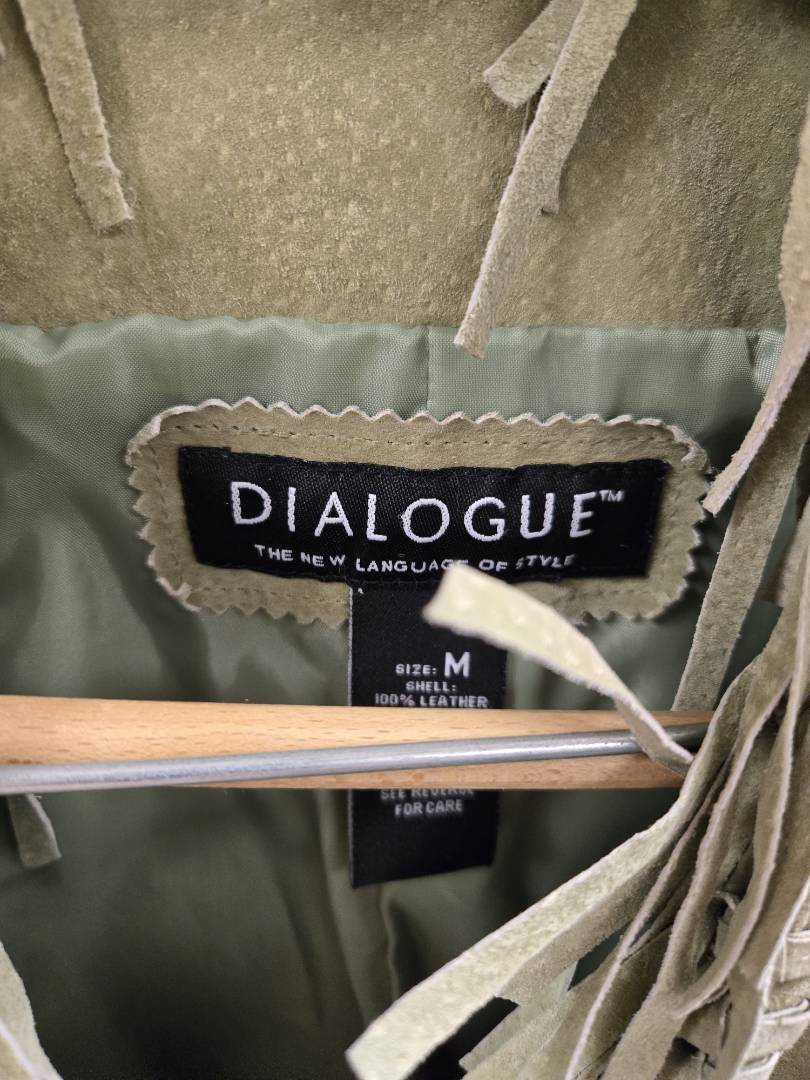 DIALOGUE™
THE NEW LANGUAGE OF STYLE
SIZE: M
SHELL:
100% LEATHER
SEE REVERSE
FOR CARE